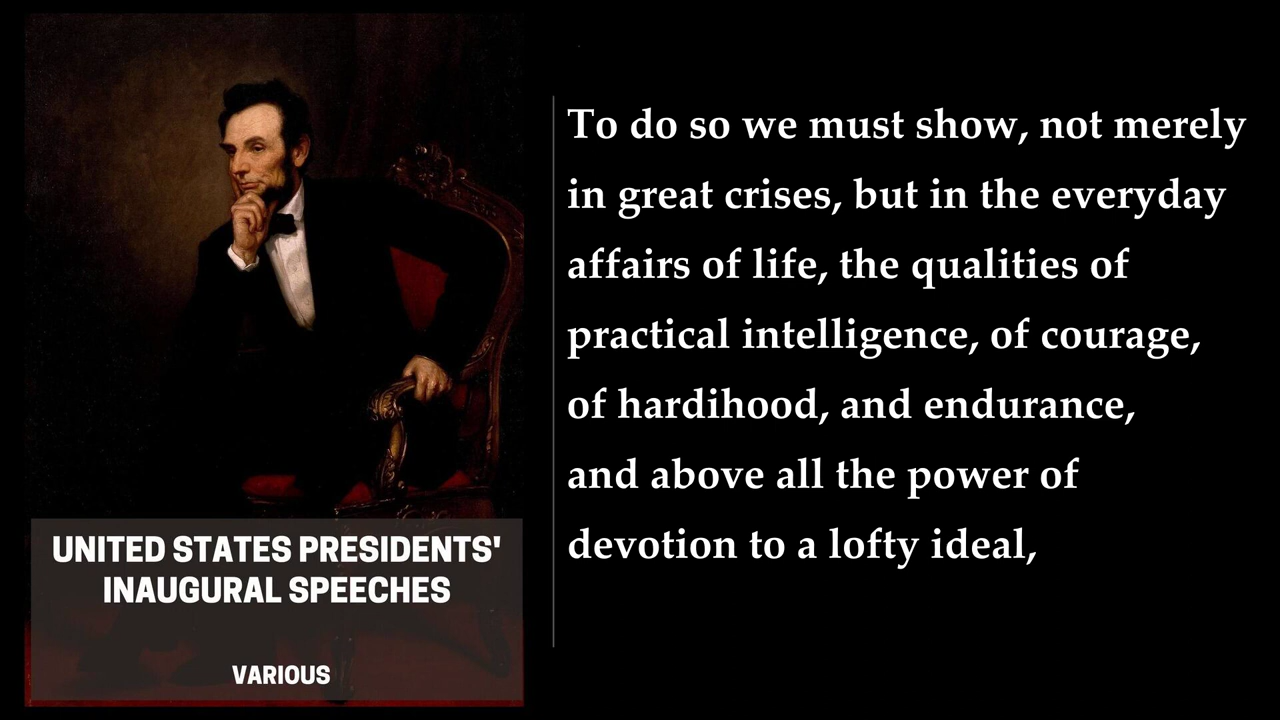 To do so we must show, not merely
in great crises, but in the everyday
affairs of life, the qualities of
practical intelligence, of courage,
of hardihood, and endurance,
and above all the power of
devotion to a lofty ideal,
UNITED STATES PRESIDENTS'
INAUGURAL SPEECHES
VARIOUS